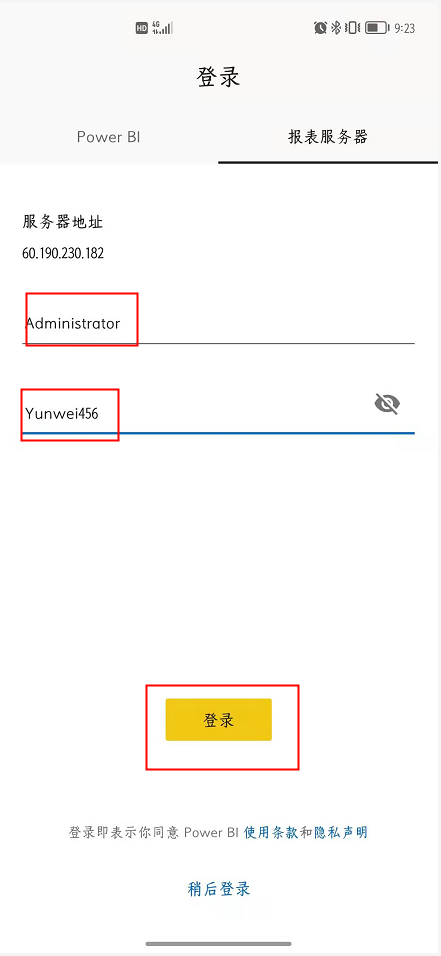 HD 4G 9:23
登录
Power BI 报表服务器
服务器地址
60.190.230.182
Administrator
Yunwei456
登录
登录即表示你同意 Power BI 使用条款和隐私声明
稍后登录